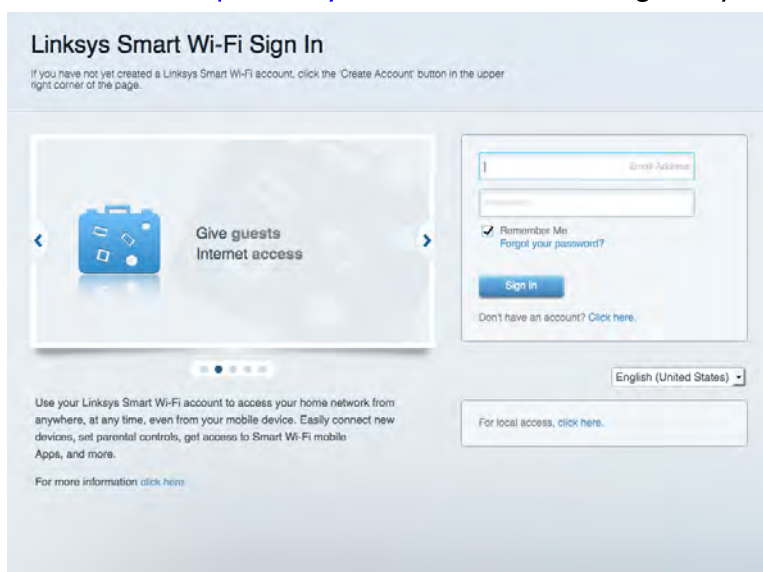 Linksys Smart Wi-Fi Sign In
If you have not yet created a Linksys Smart Wi-Fi account, click the 'Create Account' button in the upper
right corner of the page.
Give guests
Internet access
Email Address
Remember Me
Forgot your password?
Sign In
Don't have an account? Click here.
English (United States)
Use your Linksys Smart Wi-Fi account to access your home network from
anywhere, at any time, even from your mobile device. Easily connect new
devices, set parental controls, get access to Smart Wi-Fi mobile
Apps, and more.
For local access, click here.
For more information click here